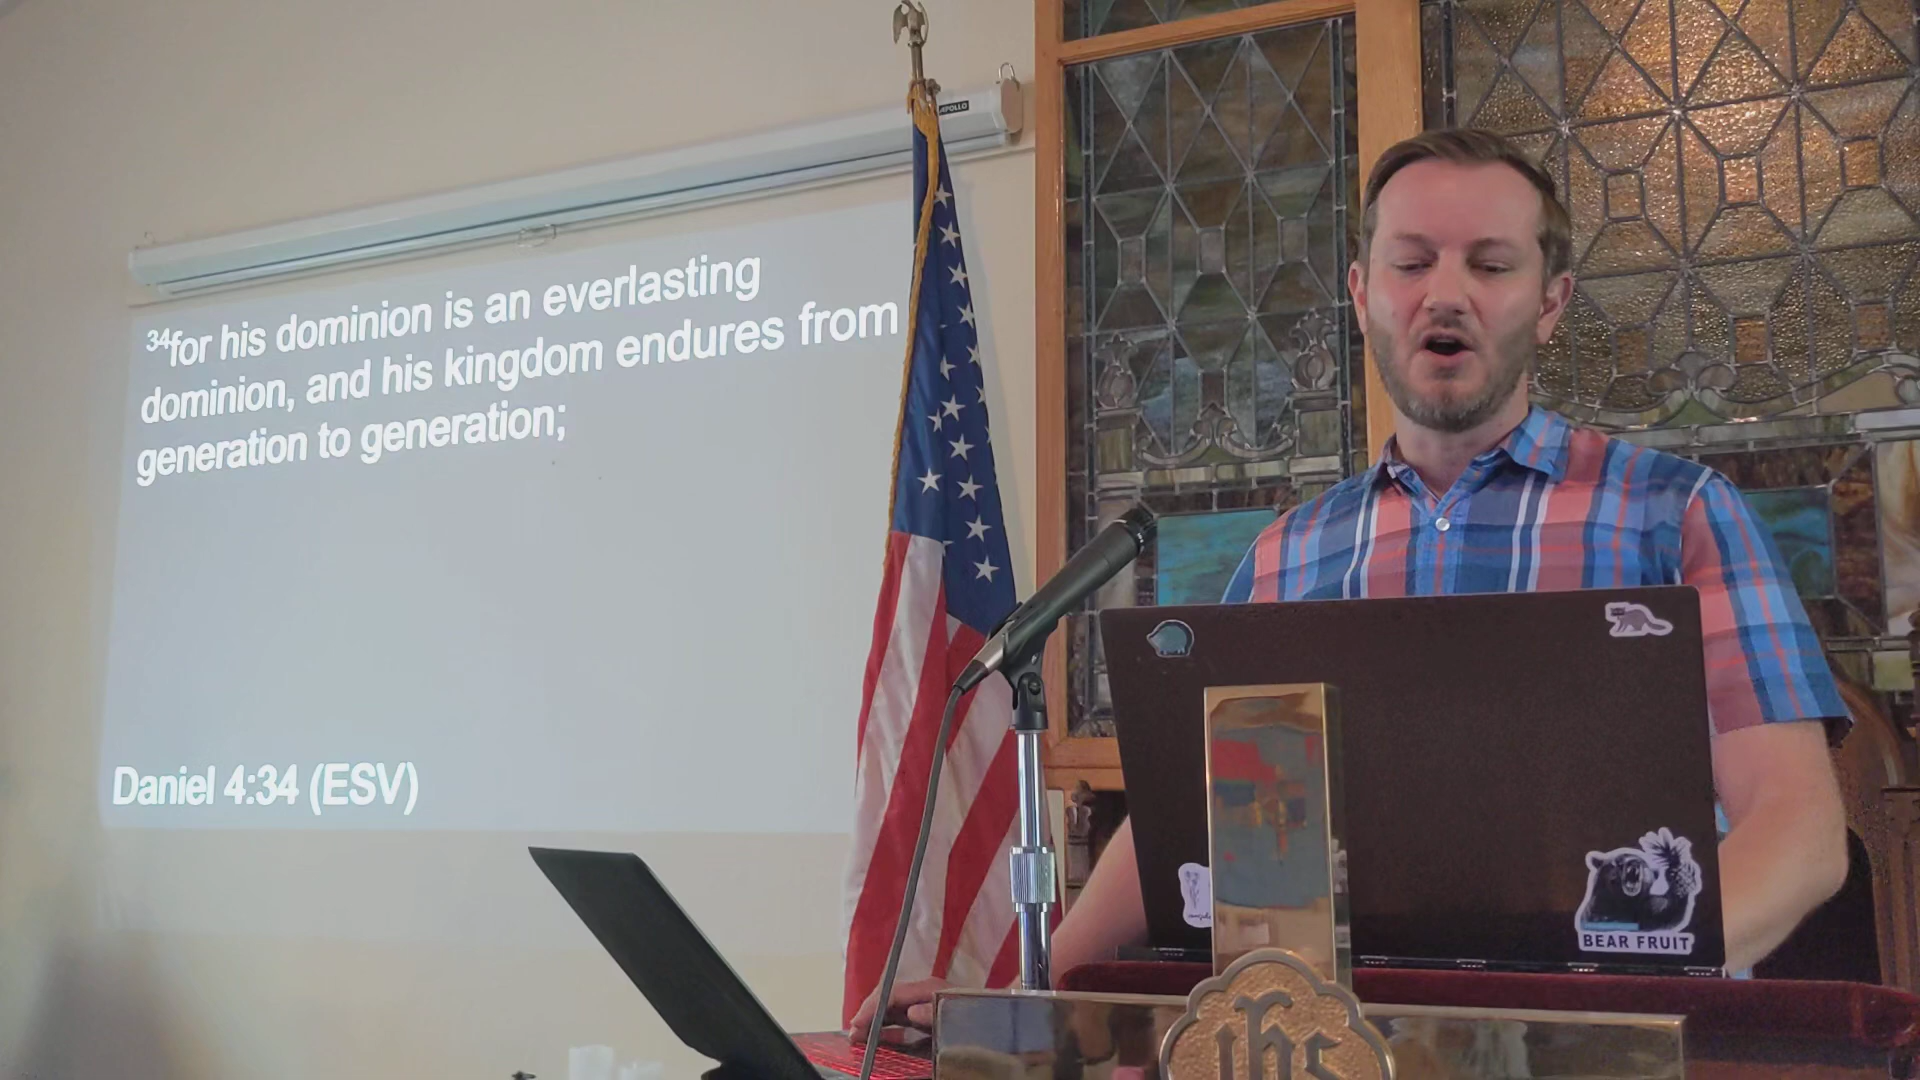 APOLLO
34for his dominion is an everlasting
dominion, and his kingdom endures from
generation to generation;
Daniel 4:34 (ESV)
BEAR FRUIT
ihs